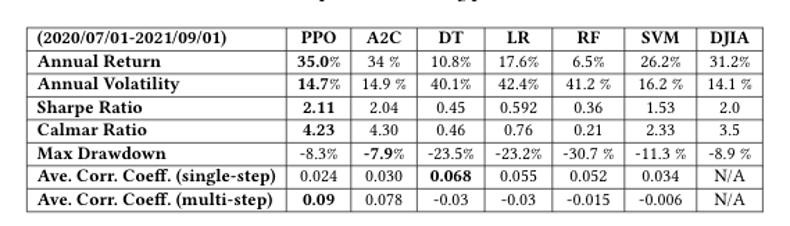 (2020/07/01-2021/09/01) PPO A2C DT LR RF SVM DJIA
Annual Return 35.0% 34 % 10.8% 17.6% 6.5% 26.2% 31.2%
Annual Volatility 14.7% 14.9 % 40.1% 42.4% 41.2 % 16.2 % 14.1 %
Sharpe Ratio 2.11 2.04 0.45 0.592 0.36 1.53 2.0
Calmar Ratio 4.23 4.30 0.46 0.76 0.21 2.33 3.5
Max Drawdown -8.3% -7.9% -23.5% -23.2% -30.7 % -11.3 % -8.9 %
Ave. Corr. Coeff. (single-step) 0.024 0.030 0.068 0.055 0.052 0.034 N/A
Ave. Corr. Coeff. (multi-step) 0.09 0.078 -0.03 -0.03 -0.015 -0.006 N/A